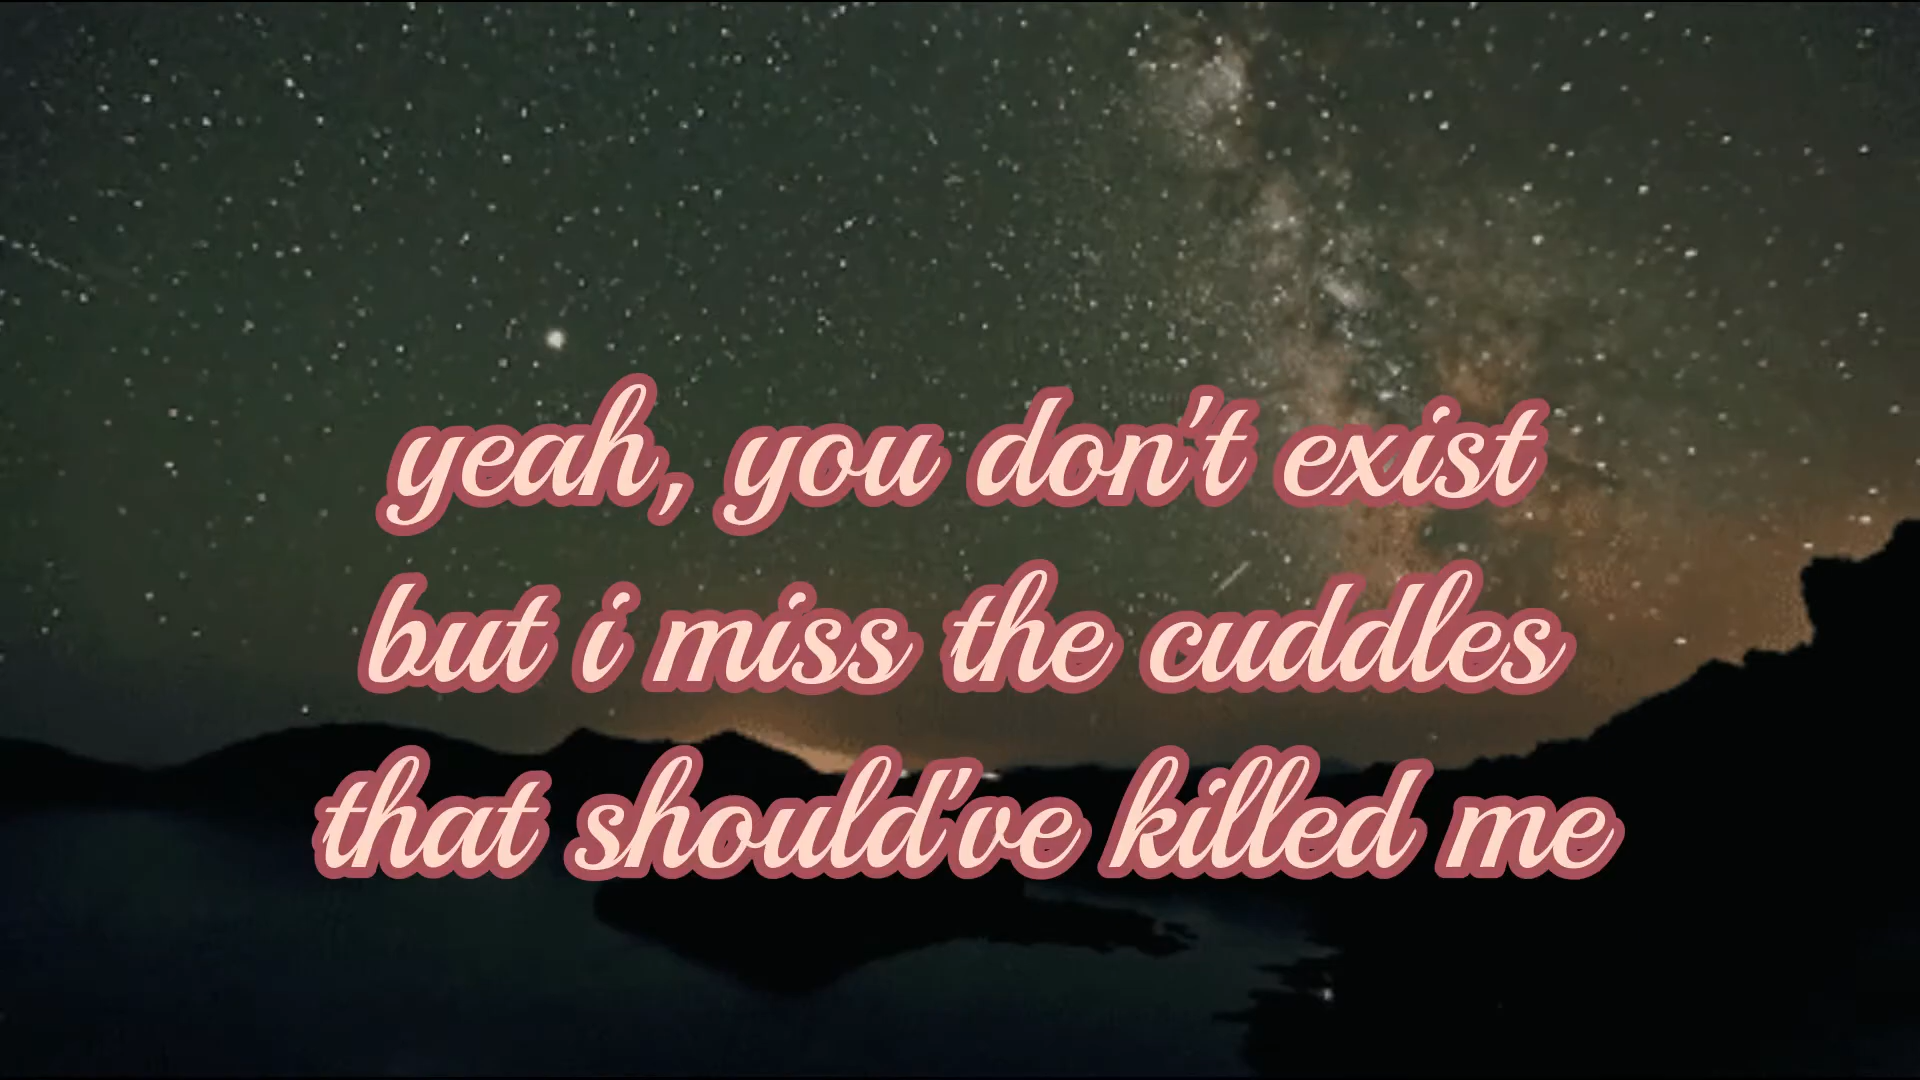 yeah, you don't exist
but i miss the cuddles
that should've killed me